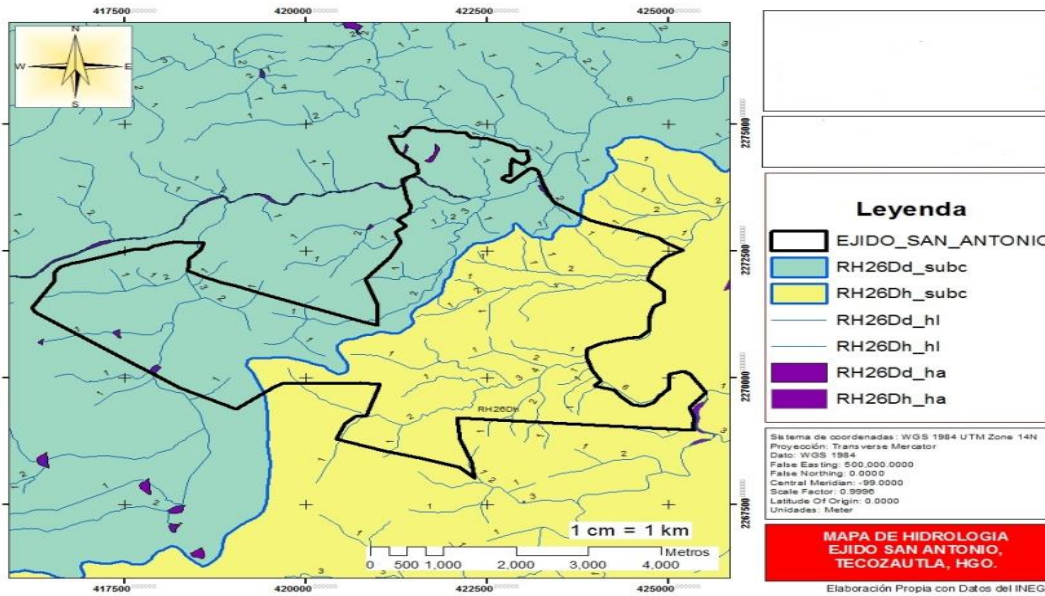 417500 420000 422500 425000
N
W E
S
2275000
2272500
2270000
2267500
RH26Dh
1 cm = 1 km
Metros
0 500 1,000 2,000 3,000 4,000
417500 420000 422500 425000
Leyenda
EJIDO_SAN_ANTONIO
RH26Dd_subc
RH26Dh_subc
RH26Dd_hl
RH26Dh_hl
RH26Dd_ha
RH26Dh_ha
Sistema de coordenadas: WGS 1984 UTM Zone 14N
Proyección: Transverse Mercator
Dato: WGS 1984
False Easting: 500,000.0000
False Northing: 0.0000
Central Meridian: -99.0000
Scale Factor: 0.9996
Latitude Of Origin: 0.0000
Unidades: Meter
MAPA DE HIDROLOGIA
EJIDO SAN ANTONIO,
TECOZAUTLA, HGO.
Elaboración Propia con Datos del INEG